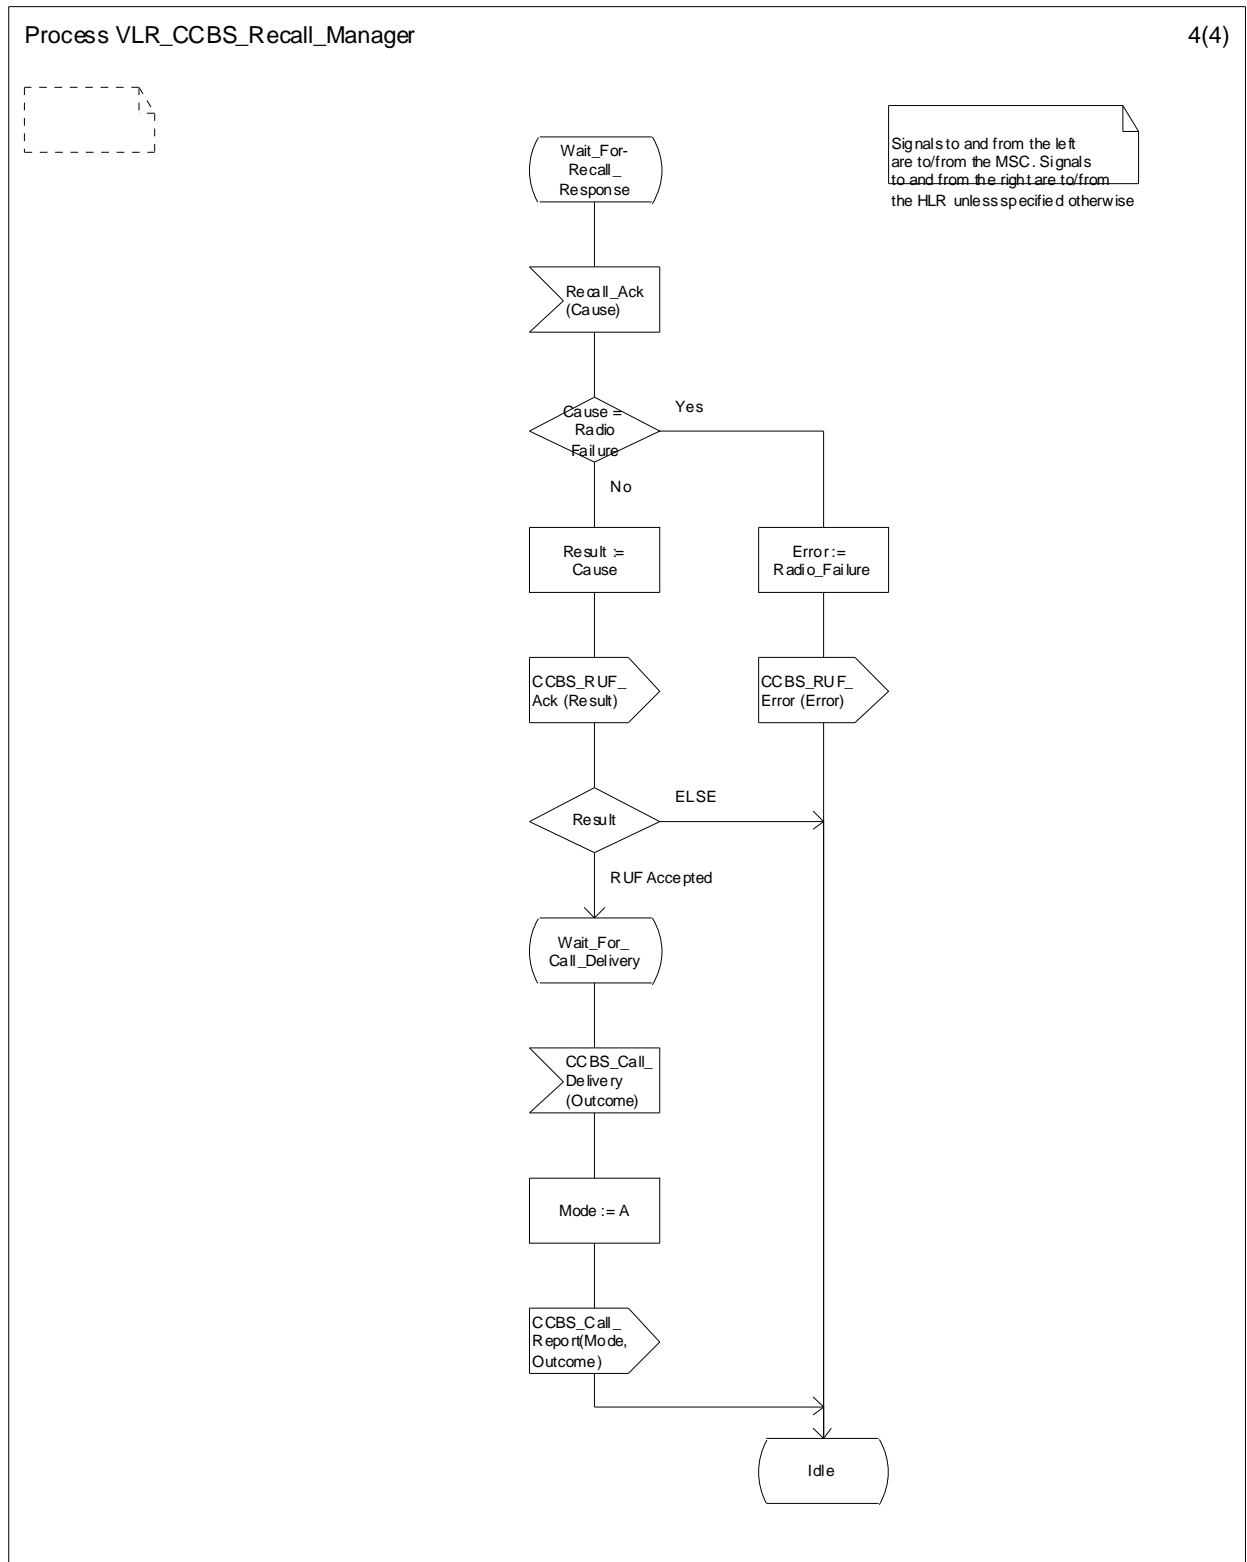 Process VLR_CCBS_Recall_Manager
4(4)
Signals to and from the left
are to/from the MSC. Signals
to and from the right are to/from
the HLR unless specified otherwise
Wait_For-
Recall_
Response
Recall_Ack
(Cause)
Cause =
Radio
Failure
Yes
No
Result :=
Cause
Error :=
Radio_Failure
CCBS_RUF_
Ack (Result)
CCBS_RUF_
Error (Error)
Result
ELSE
RUF Accepted
Wait_For_
Call_Delivery
CCBS_Call_
Delivery
(Outcome)
Mode := A
CCBS_Call_
Report(Mode,
Outcome)
Idle